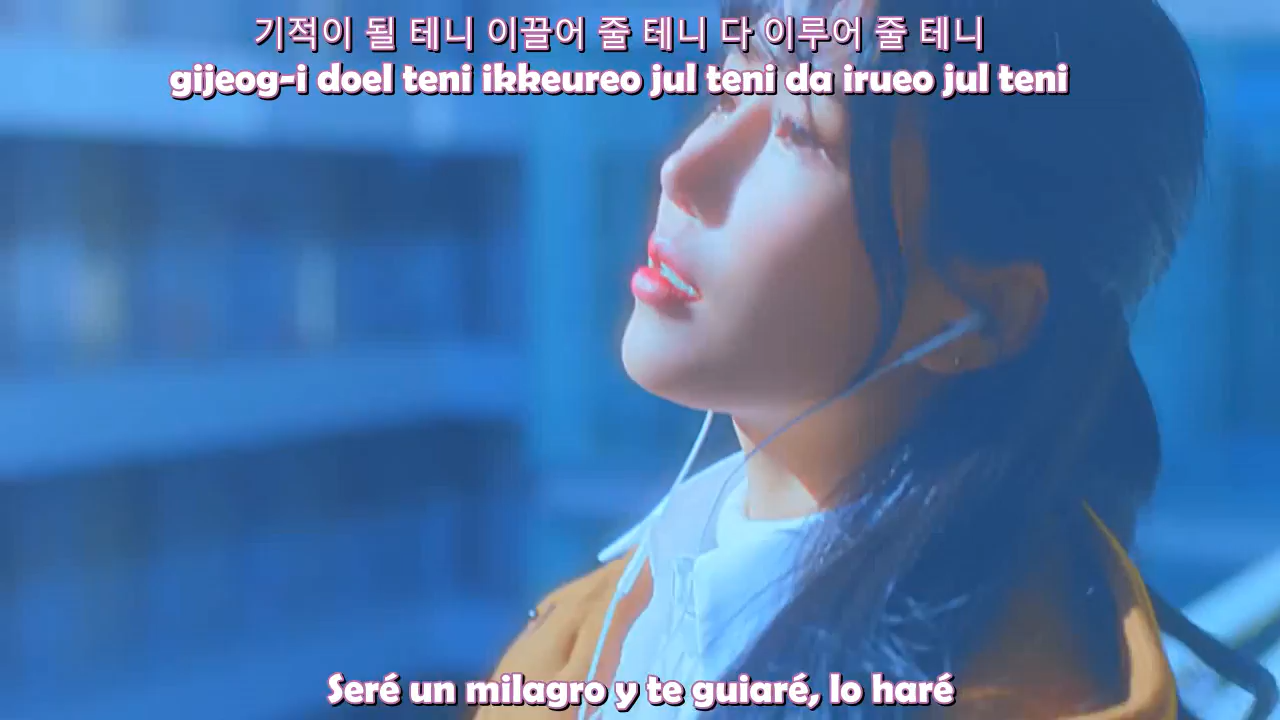 기적이 될 테니 이끌어 줄 테니 다 이루어 줄 테니
gijeog-i doel teni ikkeureo jul teni da irueo jul teni
Seré un milagro y te guiaré, lo haré